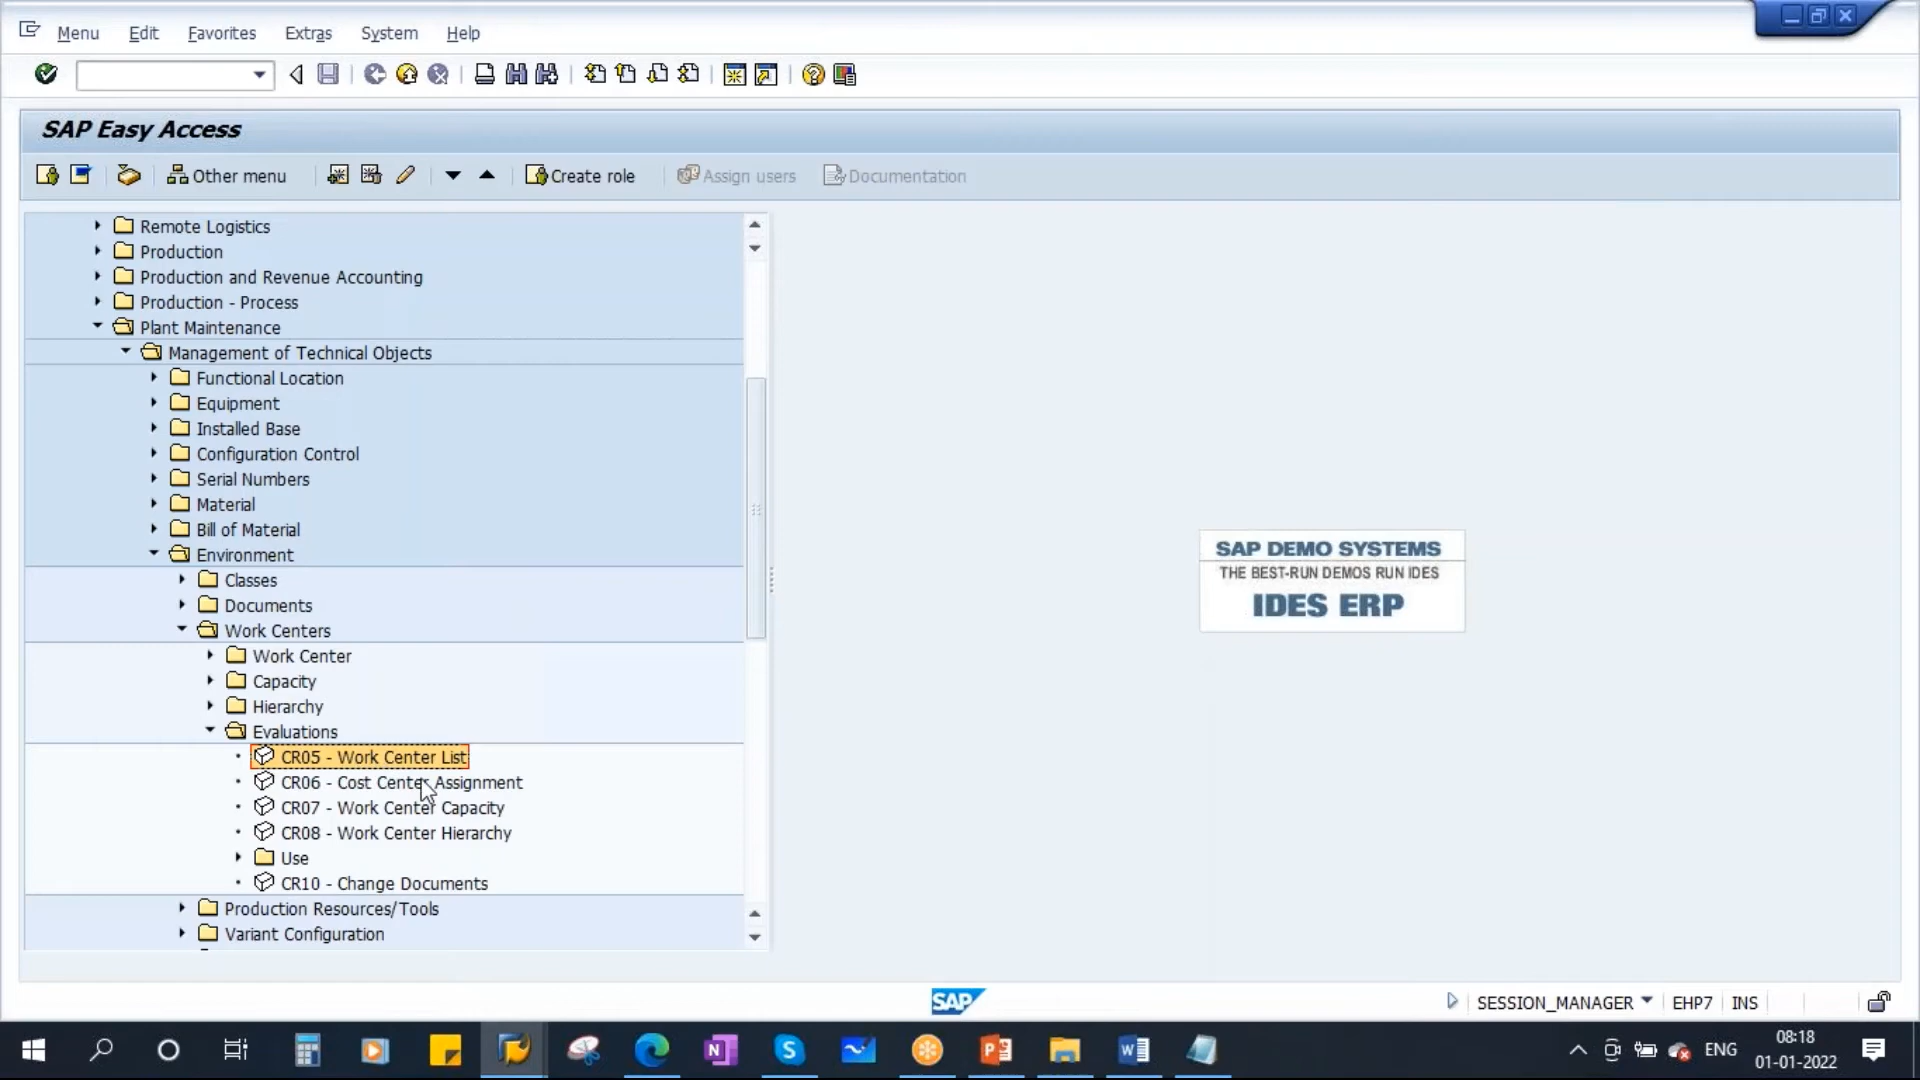 Menu Edit Favorites Extras System Help
SAP Easy Access
Other menu Create role Assign users Documentation
Remote Logistics
Production
Production and Revenue Accounting
Production - Process
Plant Maintenance
Management of Technical Objects
Functional Location
Equipment
Installed Base
Configuration Control
Serial Numbers
Material
Bill of Material
Environment
Classes
Documents
Work Centers
Work Center
Capacity
Hierarchy
Evaluations
CR05 - Work Center List
CR06 - Cost Center Assignment
CR07 - Work Center Capacity
CR08 - Work Center Hierarchy
Use
CR10 - Change Documents
Production Resources/Tools
Variant Configuration
SAP DEMO SYSTEMS
THE BEST-RUN DEMOS RUN IDES
IDES ERP
SAP
SESSION_MANAGER EHP7 INS
ENG
08:18
01-01-2022